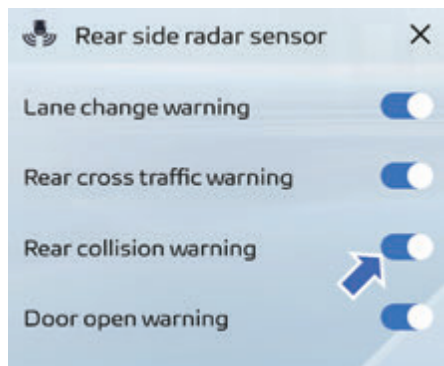 Rear side radar sensor
Lane change warning
Rear cross traffic warning
Rear collision warning
Door open warning